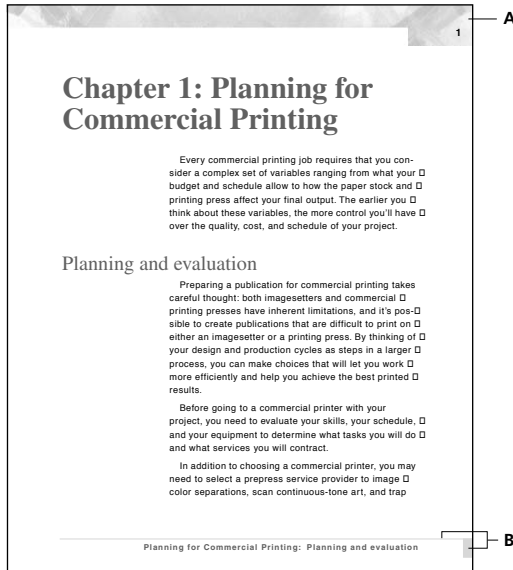 A
1
Chapter 1: Planning for
Commercial Printing
Every commercial printing job requires that you con-
sider a complex set of variables ranging from what your □
budget and schedule allow to how the paper stock and □
printing press affect your final output. The earlier you □
think about these variables, the more control you'll have □
over the quality, cost, and schedule of your project.
Planning and evaluation
Preparing a publication for commercial printing takes
careful thought: both imagesetters and commercial □
printing presses have inherent limitations, and it's pos-□
sible to create publications that are difficult to print on □
either an imagesetter or a printing press. By thinking of □
your design and production cycles as steps in a larger □
process, you can make choices that will let you work □
more efficiently and help you achieve the best printed □
results.
Before going to a commercial printer with your
project, you need to evaluate your skills, your schedule, □
and your equipment to determine what tasks you will do □
and what services you will contract.
In addition to choosing a commercial printer, you may
need to select a prepress service provider to image □
color separations, scan continuous-tone art, and trap
Planning for Commercial Printing: Planning and evaluation
B